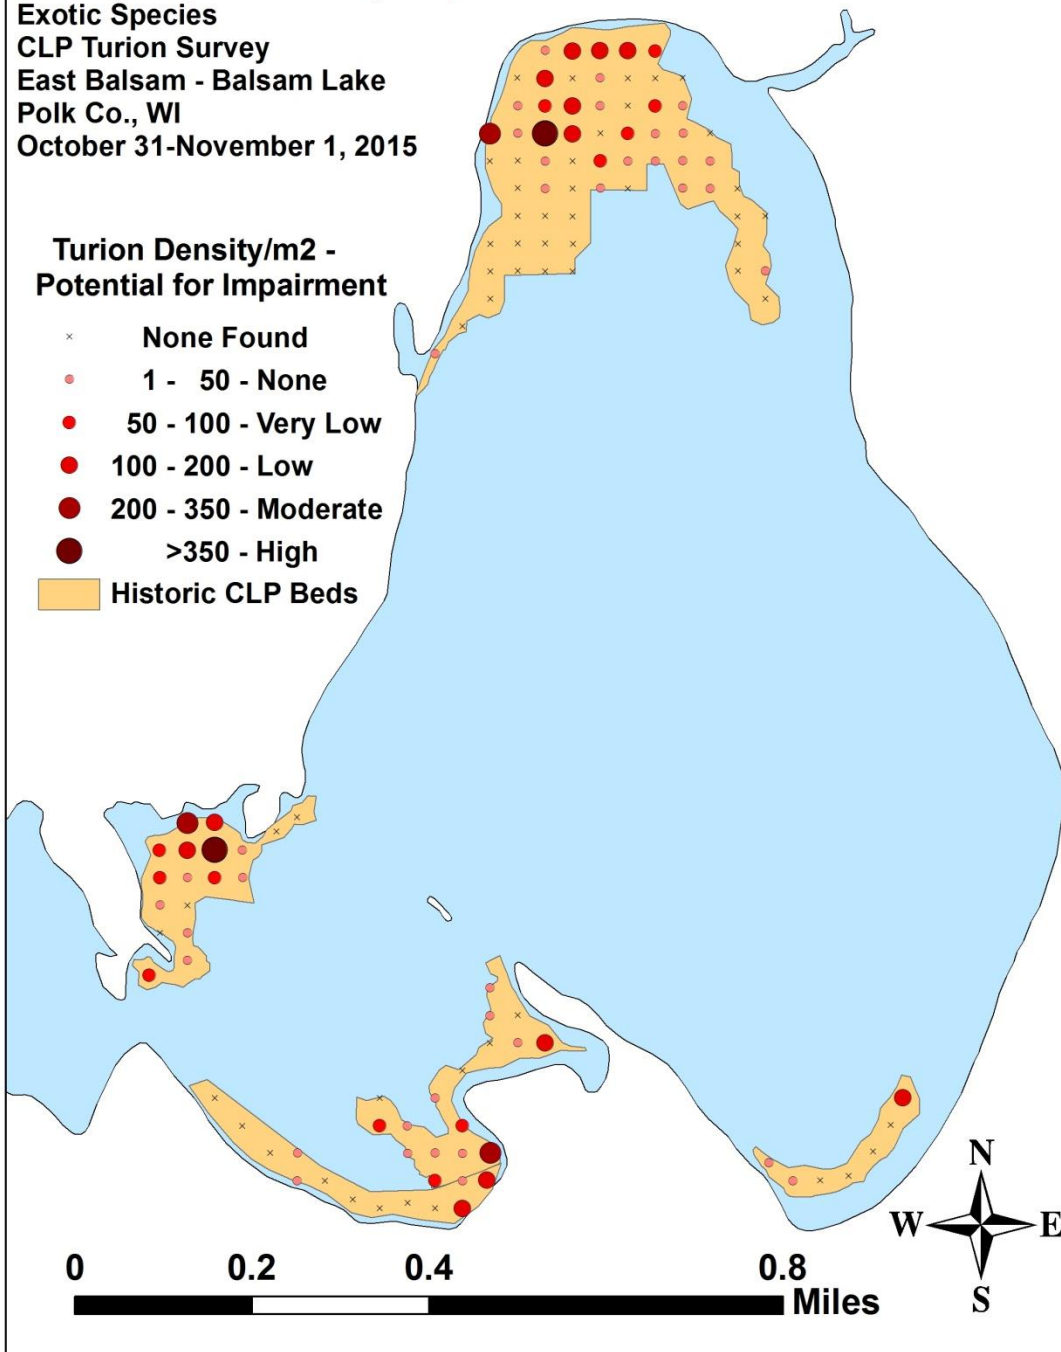 Exotic Species
CLP Turion Survey
East Balsam - Balsam Lake
Polk Co., WI
October 31-November 1, 2015
Turion Density/m2 -
Potential for Impairment
None Found
1 - 50 - None
50 - 100 - Very Low
100 - 200 - Low
200 - 350 - Moderate
>350 - High
Historic CLP Beds
N
W E
S
0 0.2 0.4 0.8
Miles